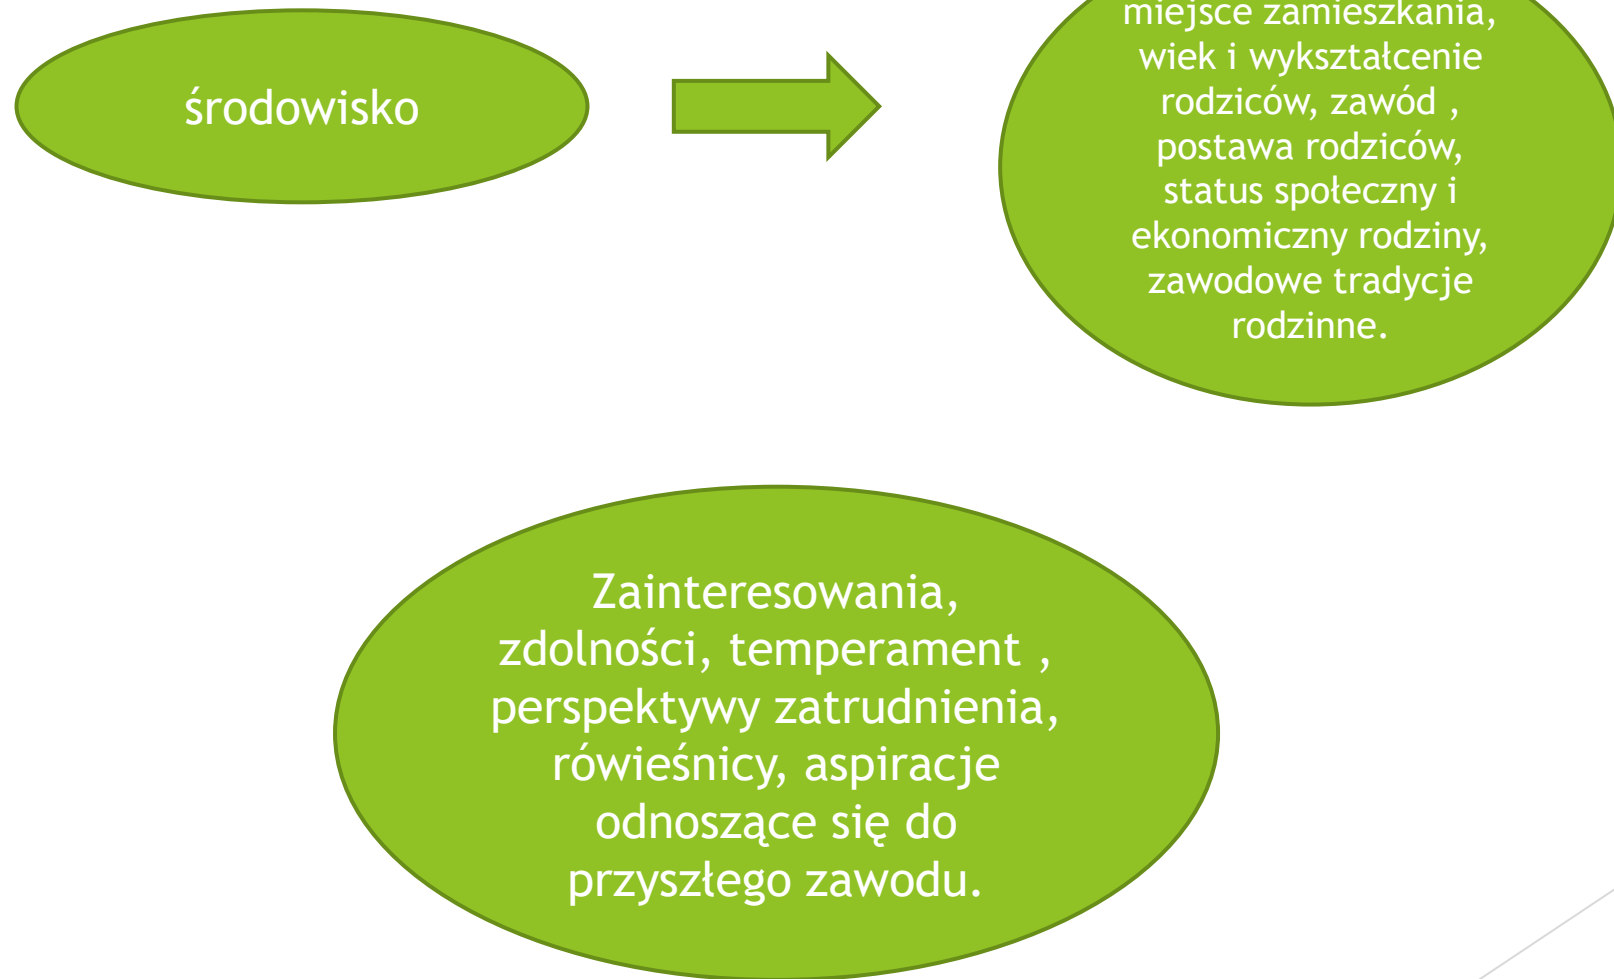 środowisko
miejsce zamieszkania,
wiek i wykształcenie
rodziców, zawód ,
postawa rodziców,
status społeczny i
ekonomiczny rodziny,
zawodowe tradycje
rodzinne.
Zainteresowania,
zdolności, temperament ,
perspektywy zatrudnienia,
rówieśnicy, aspiracje
odnoszące się do
przyszłego zawodu.